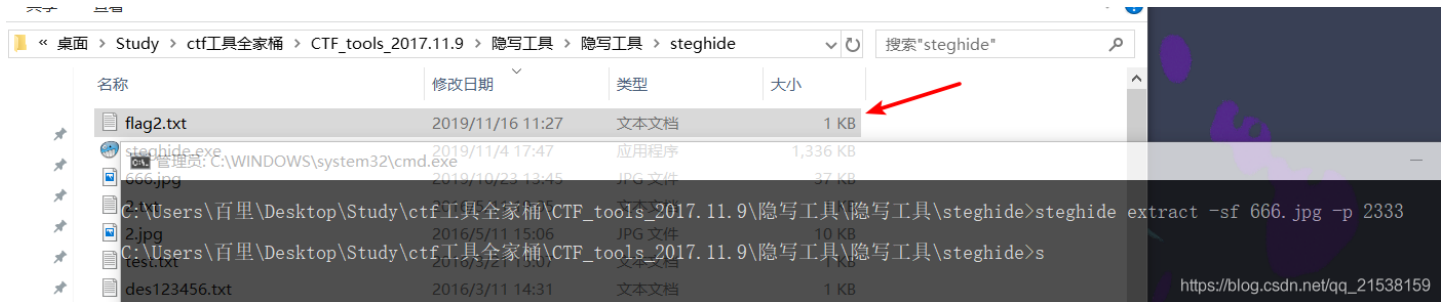 共享 查看
« 桌面 > Study > ctf工具全家桶 > CTF_tools_2017.11.9 > 隐写工具 > 隐写工具 > steghide 搜索"steghide"
名称 修改日期 类型 大小
flag2.txt 2019/11/16 11:27 文本文档 1 KB
steghide.exe 2019/11/4 17:47 应用程序 1,336 KB
管理员: C:\WINDOWS\system32\cmd.exe
666.jpg 2019/10/23 13:45 JPG 文件 37 KB
C:\Users\百里\Desktop\Study\ctf工具全家桶\CTF_tools_2017.11.9\隐写工具\隐写工具\steghide>steghide extract -sf 666.jpg -p 2333
2.jpg 2016/5/11 15:06 JPG 文件 10 KB
C:\Users\百里\Desktop\Study\ctf工具全家桶\CTF_tools_2017.11.9\隐写工具\隐写工具\steghide>s
test.txt
des123456.txt 2016/3/11 14:31 文本文档 1 KB
https://blog.csdn.net/qq_21538159